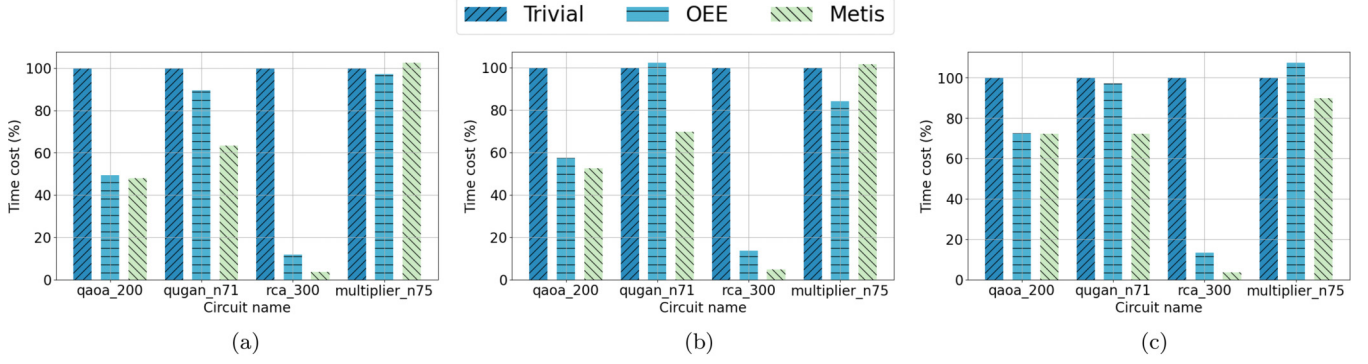 Trivial OEE Metis
Time cost (%)
100
80
60
40
20
0
qaoa_200 qugan_n71 rca_300 multiplier_n75
Circuit name
(a)
Time cost (%)
100
80
60
40
20
0
qaoa_200 qugan_n71 rca_300 multiplier_n75
Circuit name
(b)
Time cost (%)
100
80
60
40
20
0
qaoa_200 qugan_n71 rca_300 multiplier_n75
Circuit name
(c)